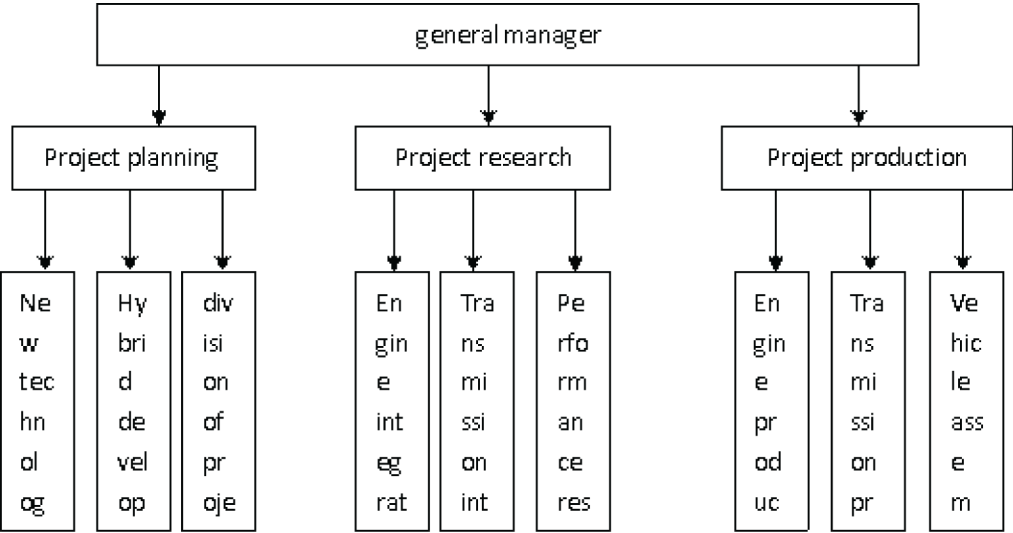 general manager
Project planning
Project research
Project production
Ne
w
tec
hn
ol
og
Hy
bri
d
de
vel
op
div
isi
on
of
pr
oje
En
gin
e
int
eg
rat
Tra
ns
mi
ssi
on
int
Pe
rfo
rm
an
ce
res
En
gin
e
pr
od
uc
Tra
ns
mi
ssi
on
pr
Ve
hic
le
ass
e
m